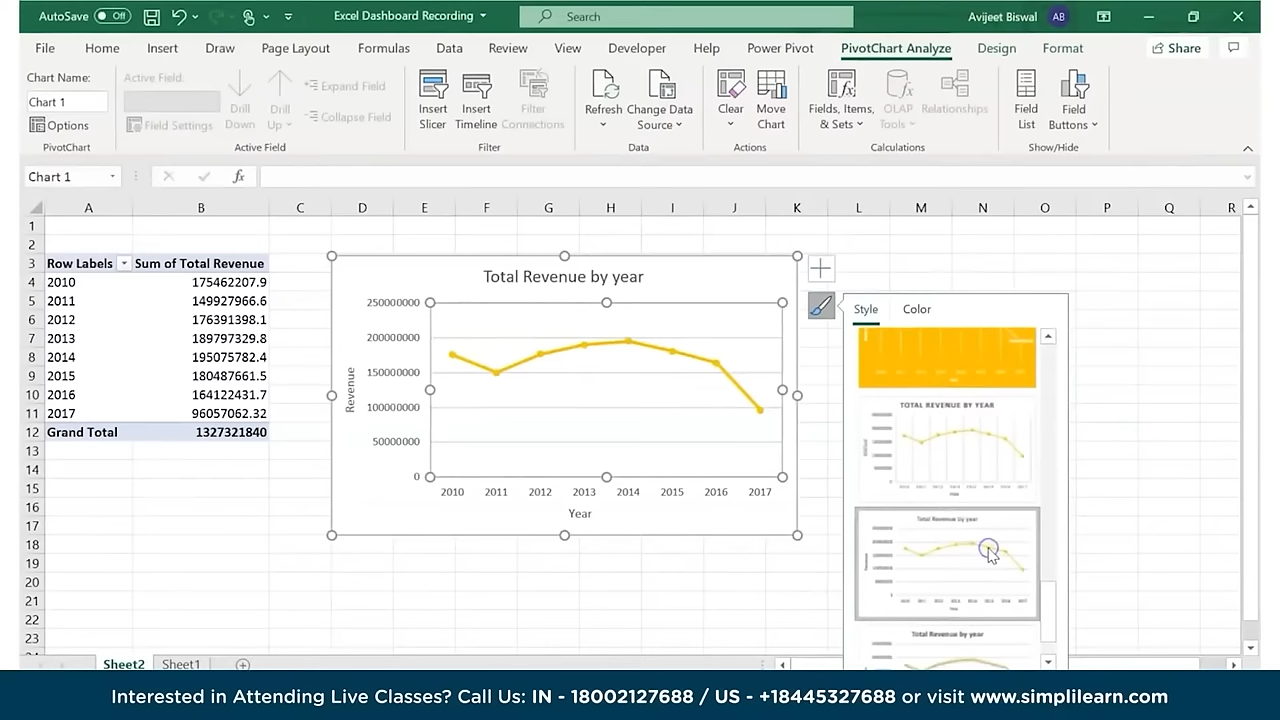 AutoSave Off
Excel Dashboard Recording
Search
Avijeet Biswal AB
File Home Insert Draw Page Layout Formulas Data Review View Developer Help Power Pivot PivotChart Analyze Design Format Share
Chart Name:
Chart 1
Options
PivotChart
Active Field:
Field Settings
Drill Down
Drill Up
Expand Field
Collapse Field
Active Field
Insert Slicer
Insert Timeline
Filter Connections
Filter
Refresh
Change Data Source
Data
Clear
Move Chart
Actions
Fields, Items, & Sets
OLAP Tools
Relationships
Calculations
Field List
Field Buttons
Show/Hide
Chart 1 fx
A B C D E F G H I J K L M N O P Q R
1
2
3 Row Labels Sum of Total Revenue
4 2010 175462207.9
5 2011 149927966.6
6 2012 176391398.1
7 2013 189797329.8
8 2014 195075782.4
9 2015 180487661.5
10 2016 164122431.7
11 2017 96057062.32
12 Grand Total 1327321840
13
14
15
16
17
18
19
20
21
22
23
Total Revenue by year
250000000
200000000
150000000
100000000
50000000
0
Revenue
2010 2011 2012 2013 2014 2015 2016 2017
Year
Style Color
TOTAL REVENUE BY YEAR
Total Revenue by year
Total Revenue by year
Sheet2 Sheet1
Interested in Attending Live Classes? Call Us: IN - 18002127688 / US - +18445327688 or visit www.simplilearn.com